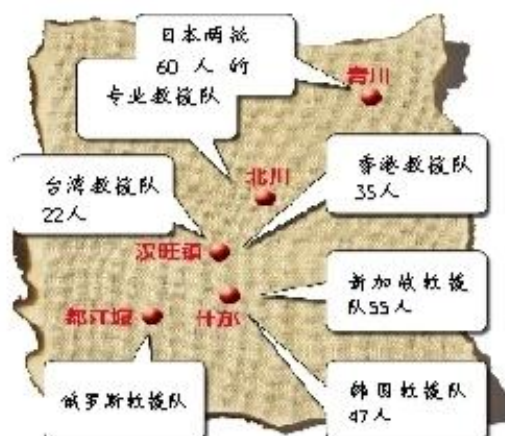 日本两批
60人的
专业救援队
青川
北川
香港救援队
35人
台湾救援队
22人
汉旺镇
新加坡救援
队55人
都江堰
什邡
俄罗斯救援队
韩国救援队
47人